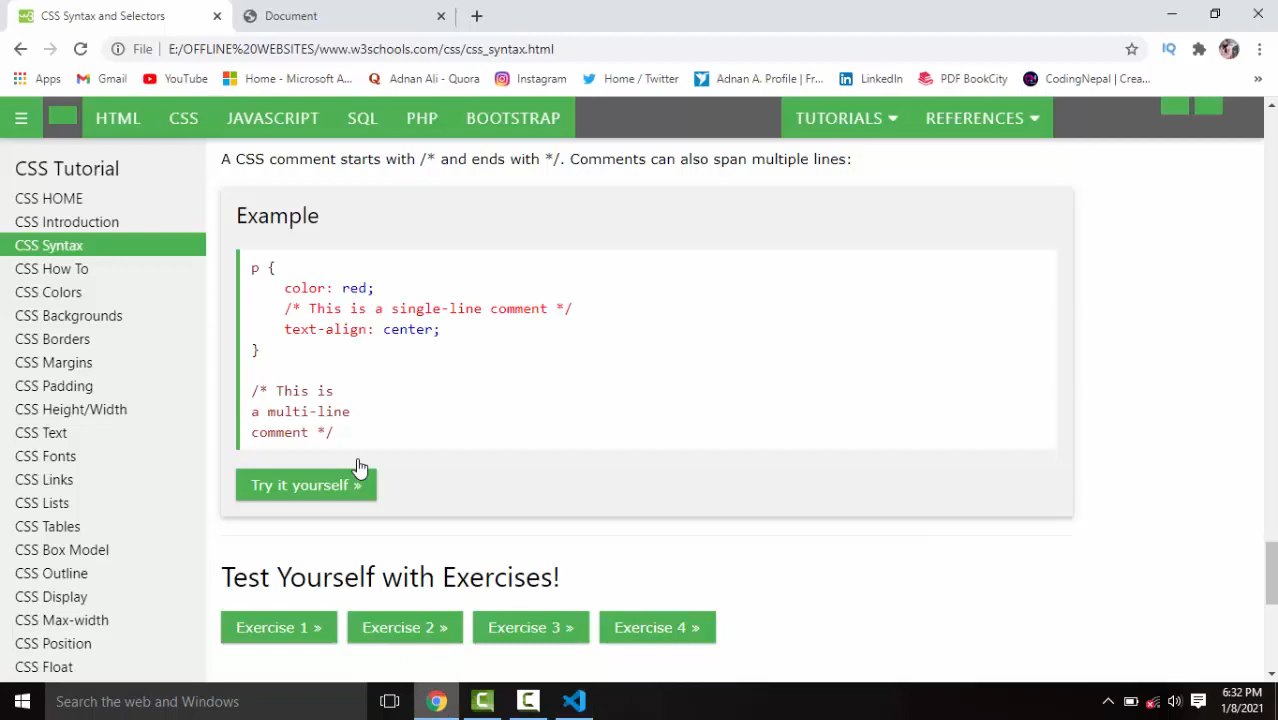 CSS Syntax and Selectors
Document
File
E:/OFFLINE%20WEBSITES/www.w3schools.com/css/css_syntax.html
IQ
Apps
Gmail
YouTube
Home - Microsoft A...
Adnan Ali - Quora
Instagram
Home / Twitter
Adnan A. Profile | Fr...
LinkedIn
PDF BookCity
CodingNepal | Crea...
HTML
CSS
JAVASCRIPT
SQL
PHP
BOOTSTRAP
TUTORIALS
REFERENCES
CSS Tutorial
CSS HOME
CSS Introduction
CSS Syntax
CSS How To
CSS Colors
CSS Backgrounds
CSS Borders
CSS Margins
CSS Padding
CSS Height/Width
CSS Text
CSS Fonts
CSS Links
CSS Lists
CSS Tables
CSS Box Model
CSS Outline
CSS Display
CSS Max-width
CSS Position
CSS Float
A CSS comment starts with /* and ends with */. Comments can also span multiple lines:
Example
p {
color: red;
/* This is a single-line comment */
text-align: center;
}
/* This is
a multi-line
comment */
Try it yourself »
Test Yourself with Exercises!
Exercise 1 »
Exercise 2 »
Exercise 3 »
Exercise 4 »
Search the web and Windows
6:32 PM
1/8/2021